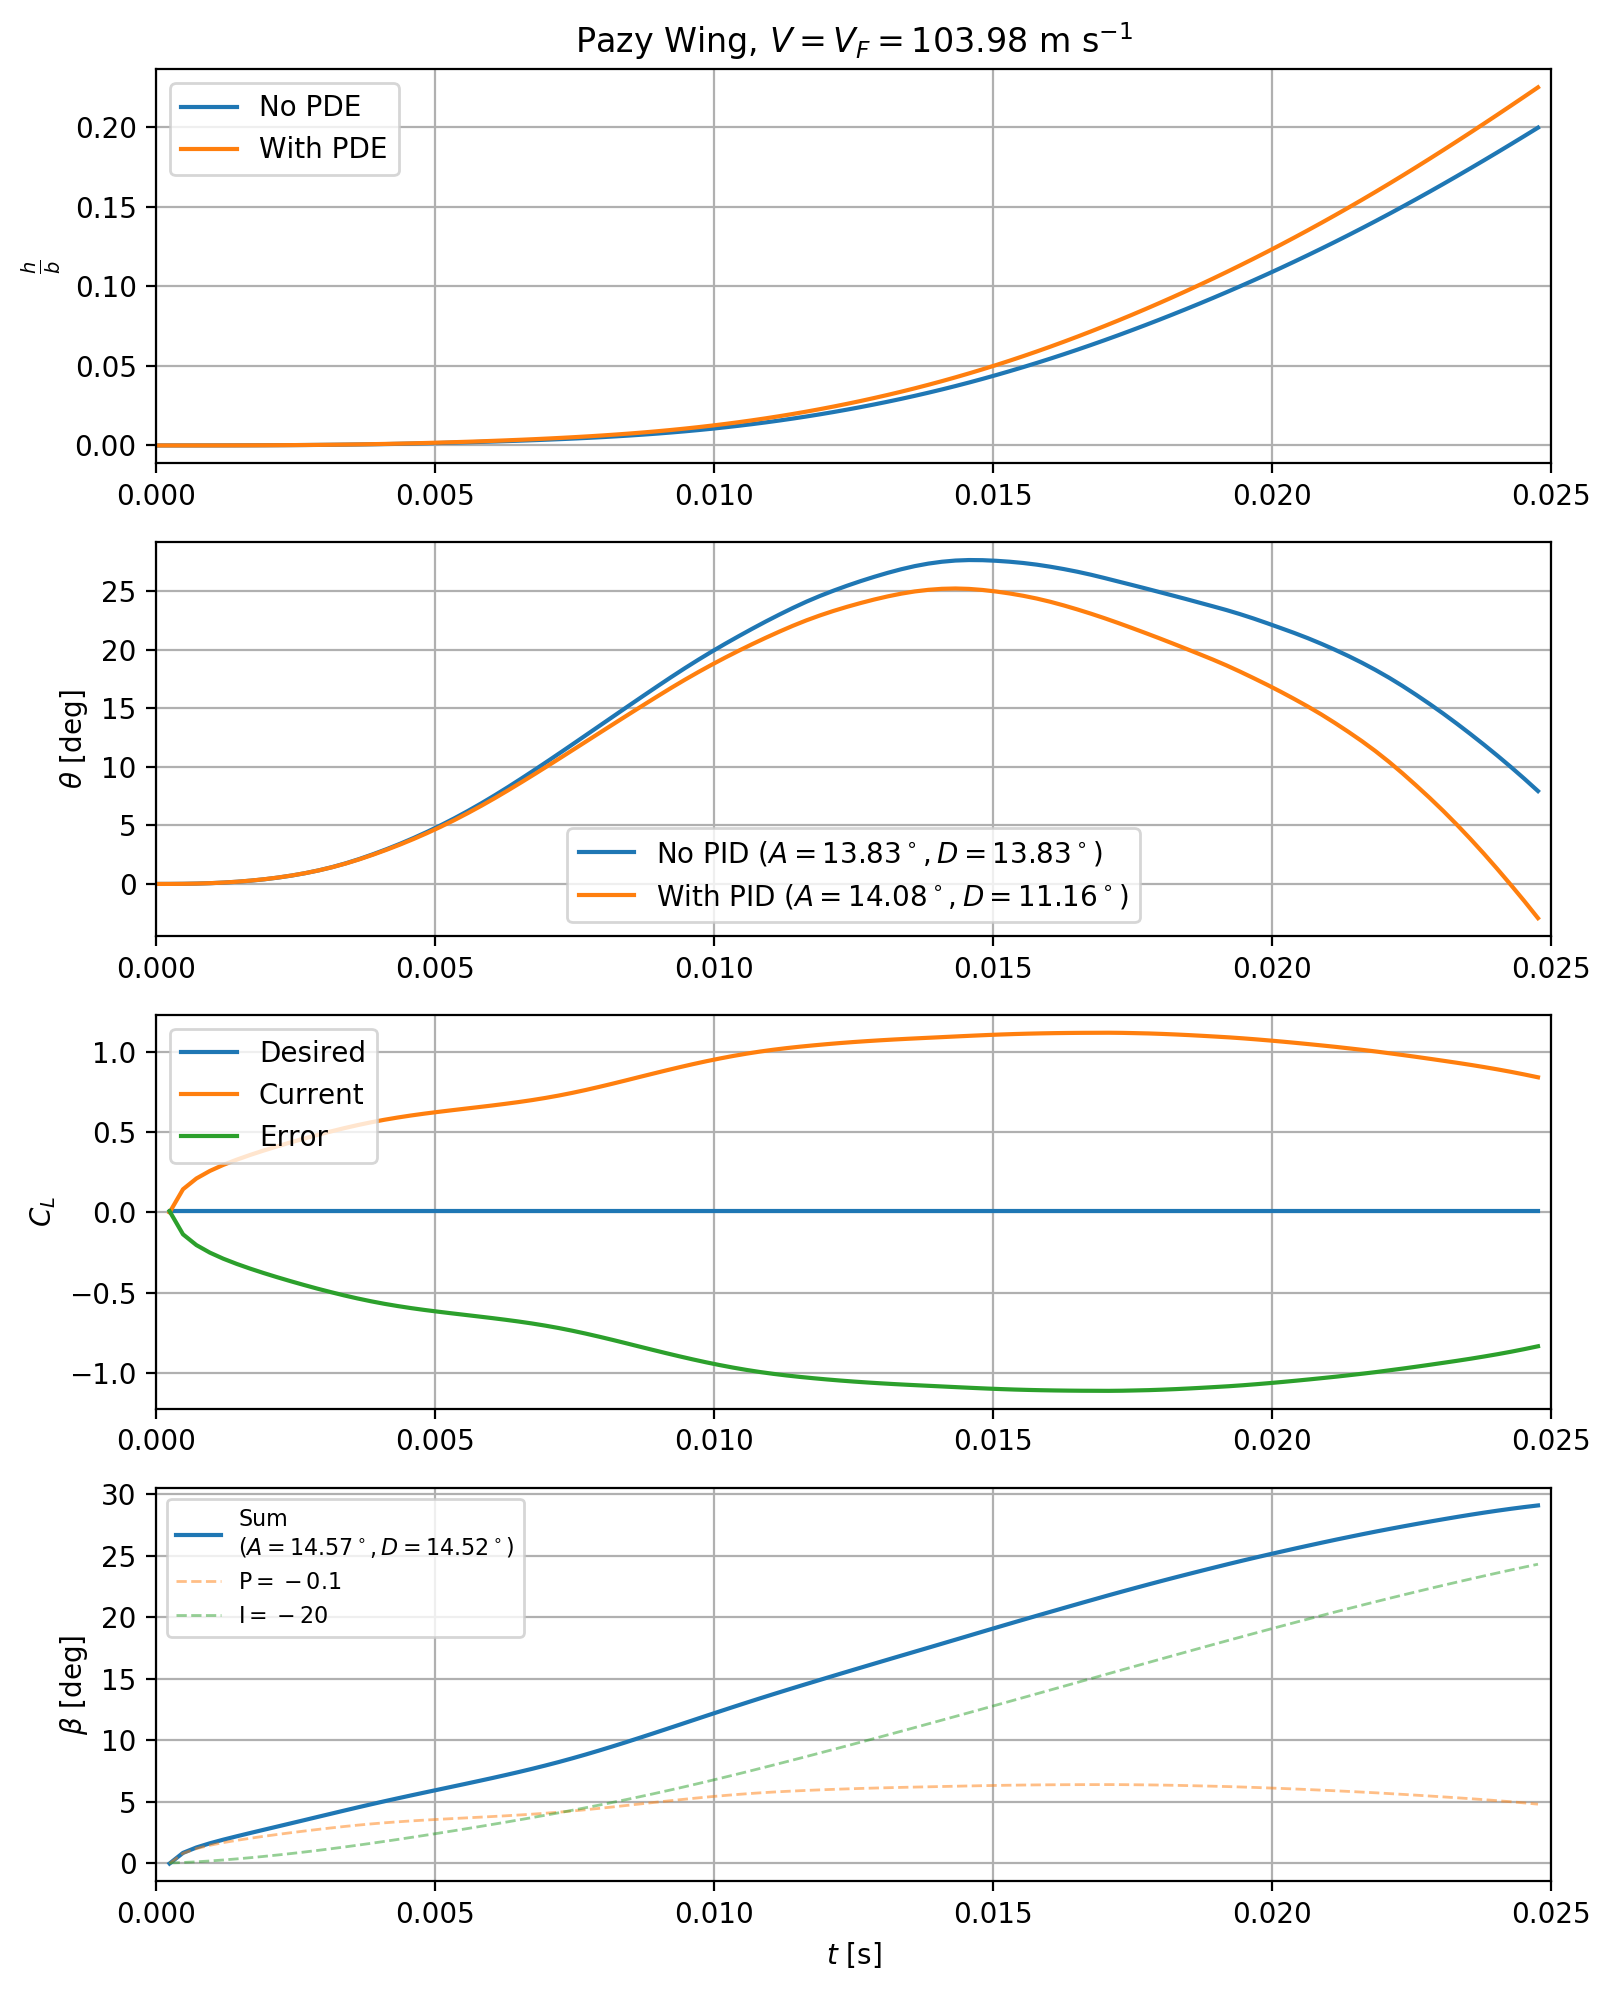 Pazy Wing, V = V_F = 103.98 m s⁻¹
No PDE
With PDE
0.20
0.15
0.10
0.05
0.00
h/b
0.000 0.005 0.010 0.015 0.020 0.025
25
20
15
10
5
0
θ [deg]
No PID (A = 13.83°, D = 13.83°)
With PID (A = 14.08°, D = 11.16°)
0.000 0.005 0.010 0.015 0.020 0.025
Desired
Current
Error
1.0
0.5
0.0
−0.5
−1.0
C_L
0.000 0.005 0.010 0.015 0.020 0.025
30
25
20
15
10
5
0
β [deg]
Sum
(A = 14.57°, D = 14.52°)
P = −0.1
I = −20
0.000 0.005 0.010 0.015 0.020 0.025
t [s]